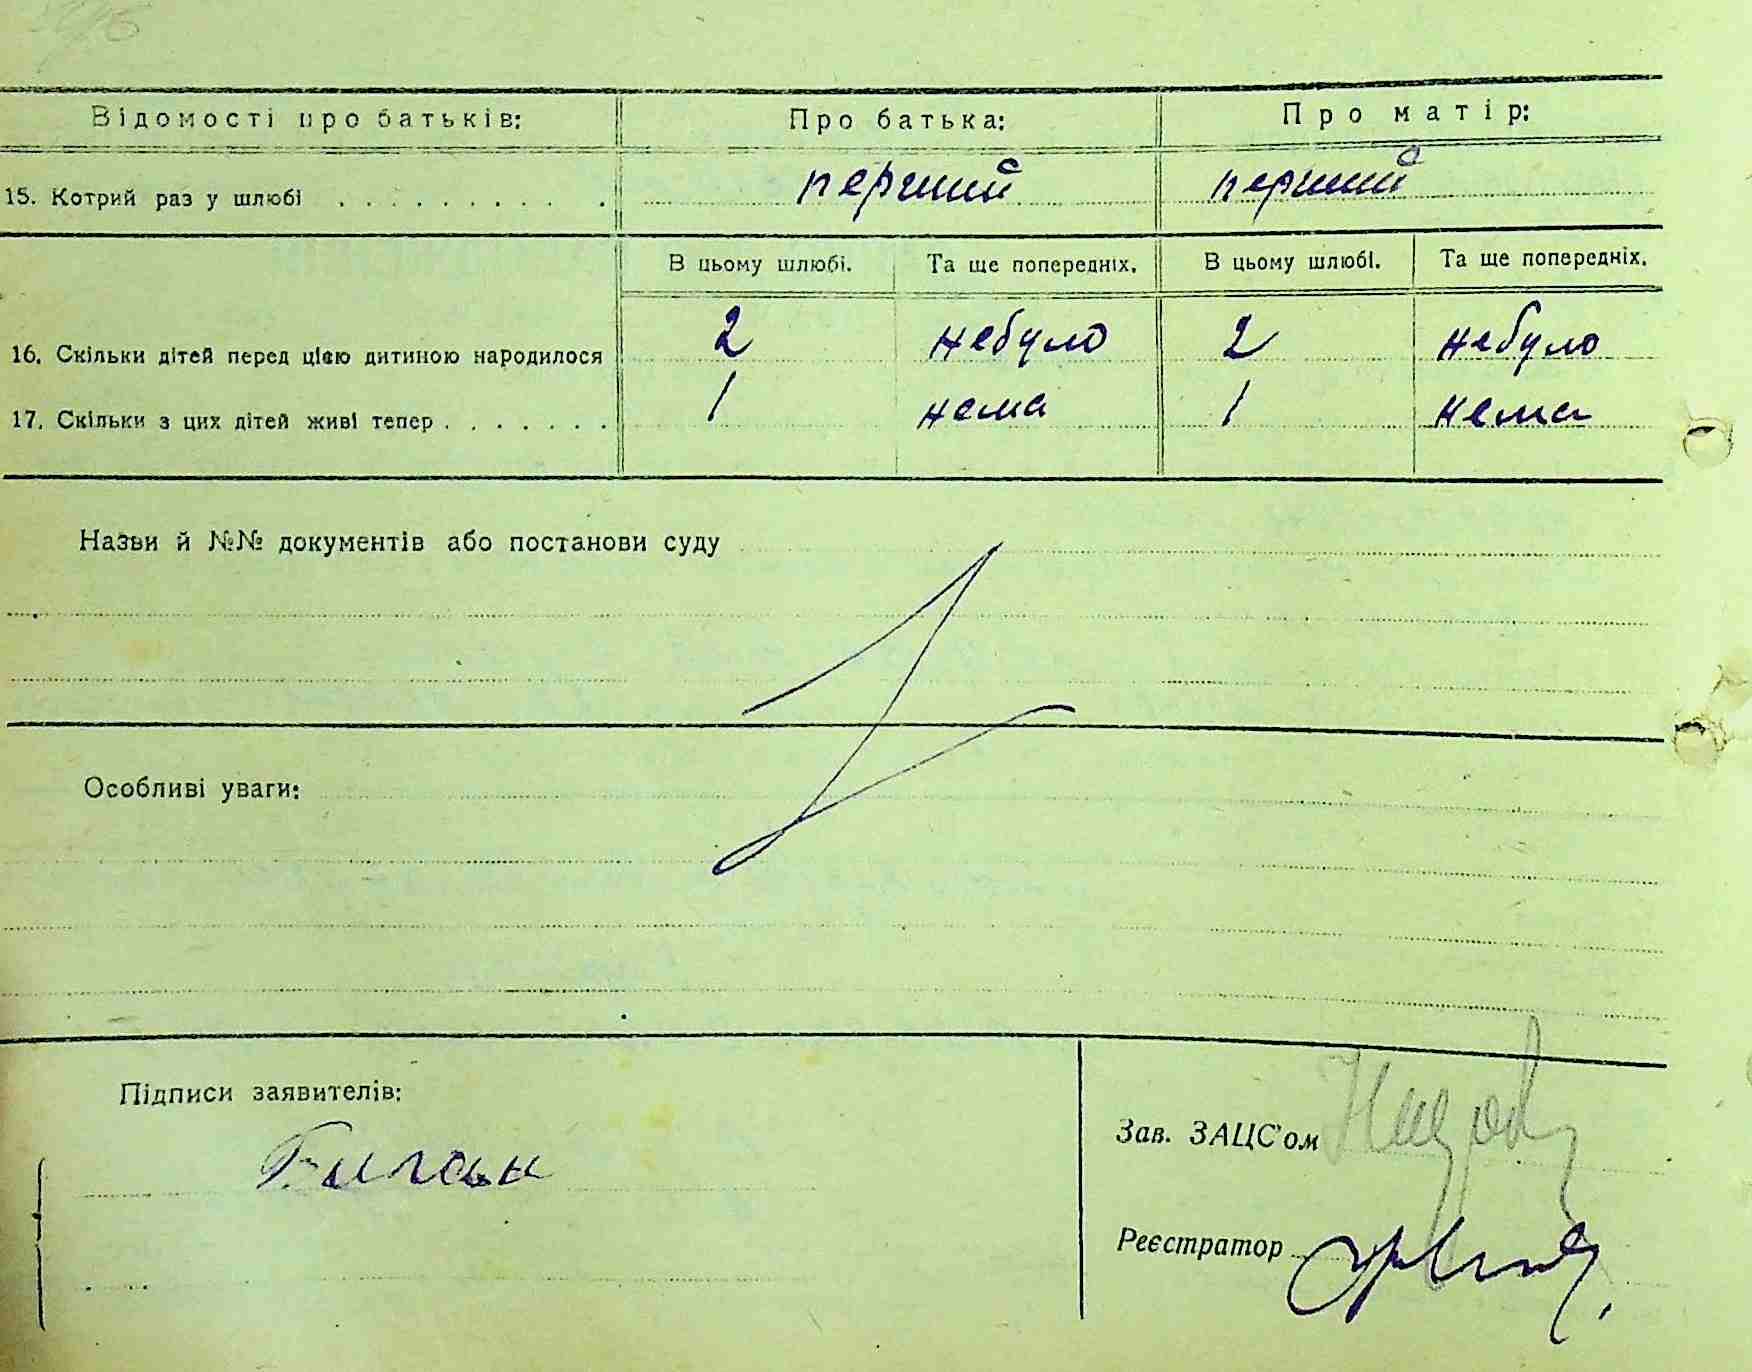 Відомості про батьків: Про батька: Про матір:
15. Котрий раз у шлюбі . . . . . . . . . . перший перший
В цьому шлюбі. Та ще попередніх. В цьому шлюбі. Та ще попередніх.
16. Скільки дітей перед цією дитиною народилося 2 небуло 2 небуло
17. Скільки з цих дітей живі тепер . . . . . . . 1 нема 1 нема
Назви й №№ документів або постанови суду
Особливі уваги:
Підписи заявителів:
Зав. ЗАЦС'ом
Реєстратор